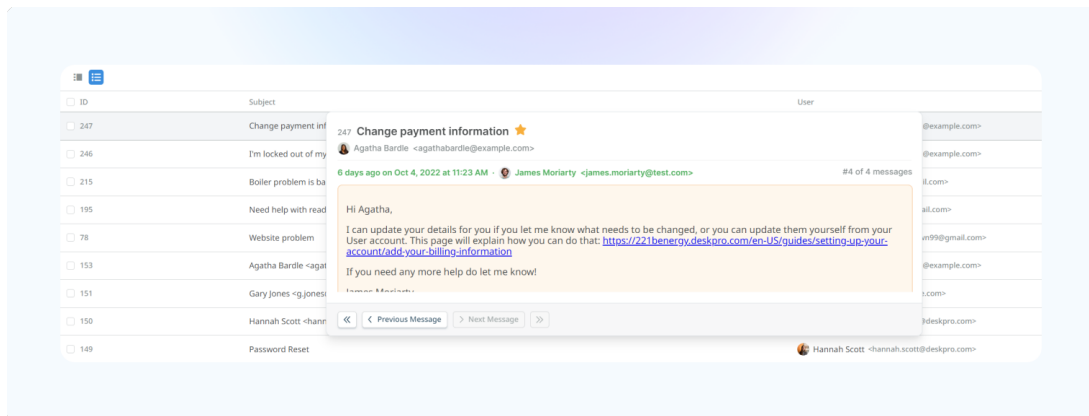 ID Subject User
247 Change payment inf @example.com>
247 Change payment information
Agatha Bardle <agathabardle@example.com>
246 I'm locked out of my @example.com>
6 days ago on Oct 4, 2022 at 11:23 AM - James Moriarty <james.moriarty@test.com> #4 of 4 messages
215 Boiler problem is ba il.com>
195 Need help with read ail.com>
Hi Agatha,
I can update your details for you if you let me know what needs to be changed, or you can update them yourself from your
User account. This page will explain how you can do that: https://221benergy.deskpro.com/en-US/guides/setting-up-your-
account/add-your-billing-information
If you need any more help do let me know!
James Moriarty
78 Website problem vn99@gmail.com>
153 Agatha Bardle <agat @example.com>
151 Gary Jones <g.jones .com>
150 Hannah Scott <hann @deskpro.com>
Previous Message Next Message
149 Password Reset Hannah Scott <hannah.scott@deskpro.com>